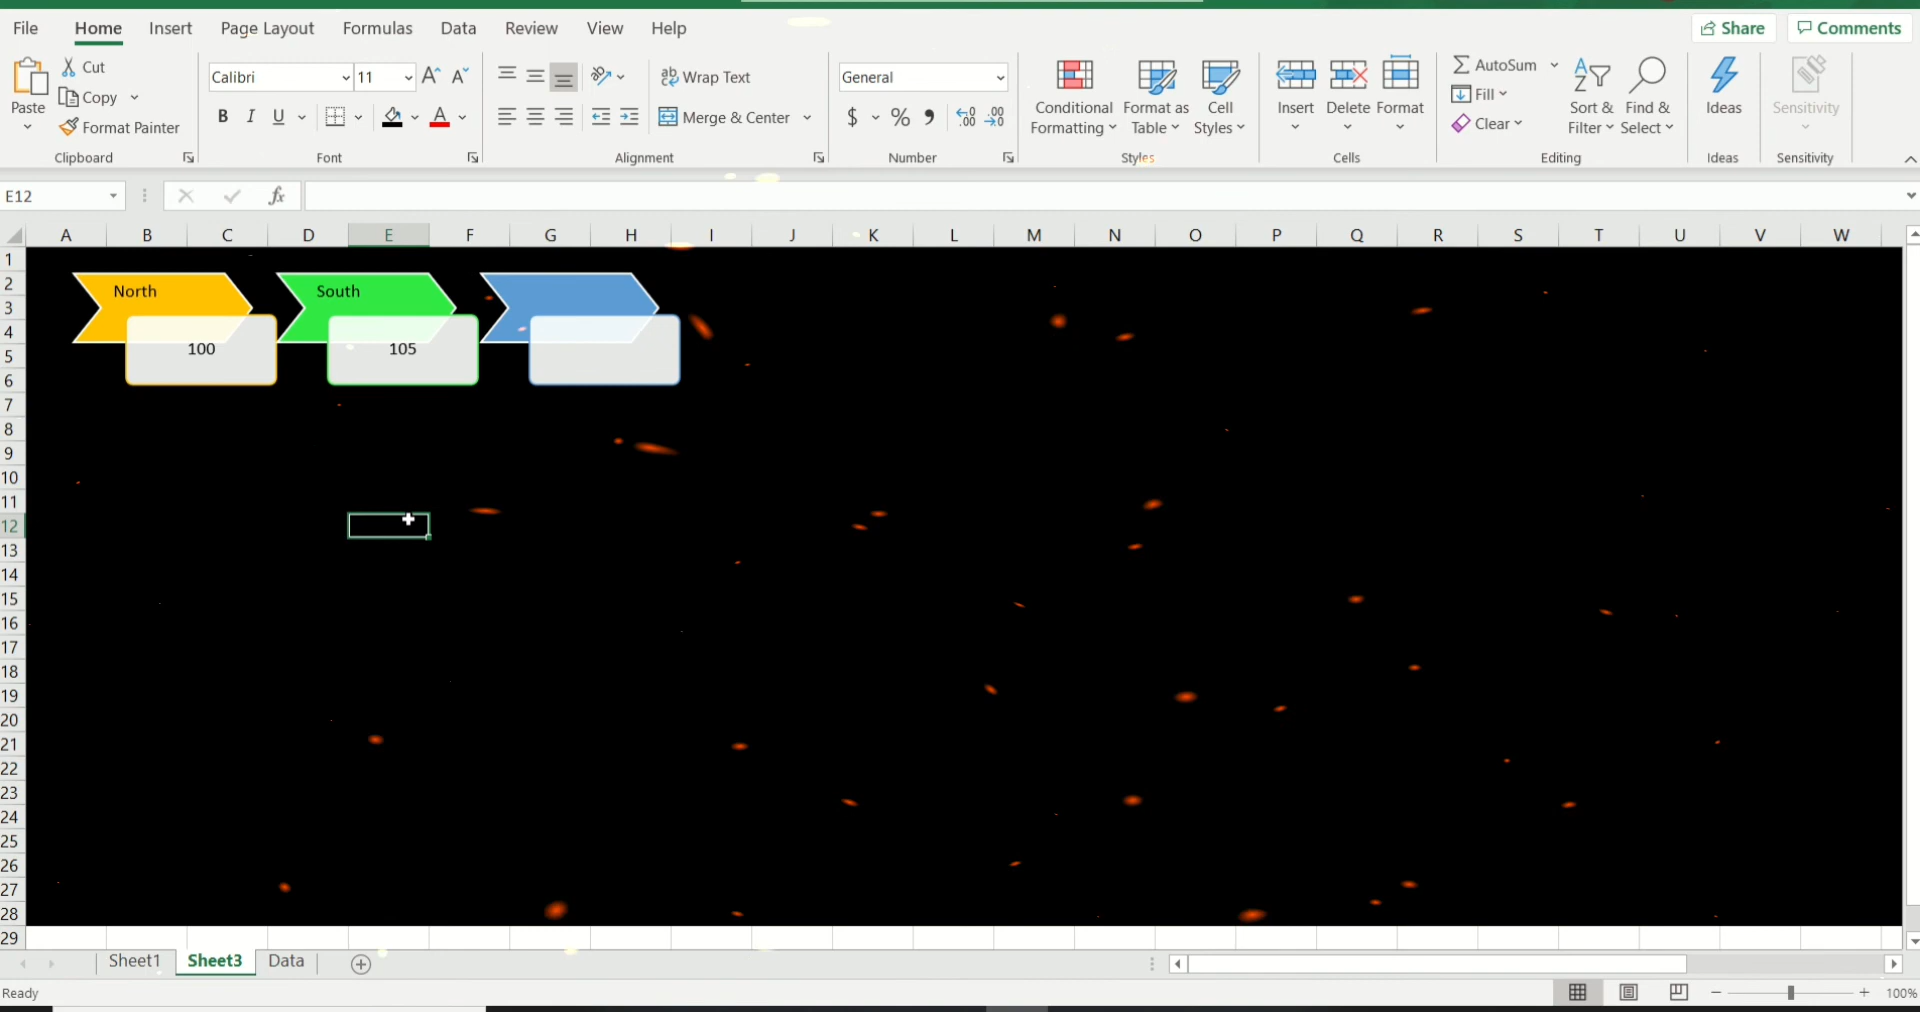 File Home Insert Page Layout Formulas Data Review View Help Share Comments
Paste Cut Copy Format Painter
Clipboard
Calibri 11 A A
B I U A
Font
ab Wrap Text
Merge & Center
Alignment
General
$ % , .00 .00
Number
Conditional Formatting
Format as Table
Cell Styles
Styles
Insert Delete Format
Cells
AutoSum
Fill
Clear
Sort & Filter
Find & Select
Editing
Ideas
Ideas
Sensitivity
Sensitivity
E12 fx
A B C D E F G H I J K L M N O P Q R S T U V W
1
2
3
4
5
6
7
8
9
10
11
12
13
14
15
16
17
18
19
20
21
22
23
24
25
26
27
28
29
North South
100 105
Sheet1 Sheet3 Data
Ready 100%